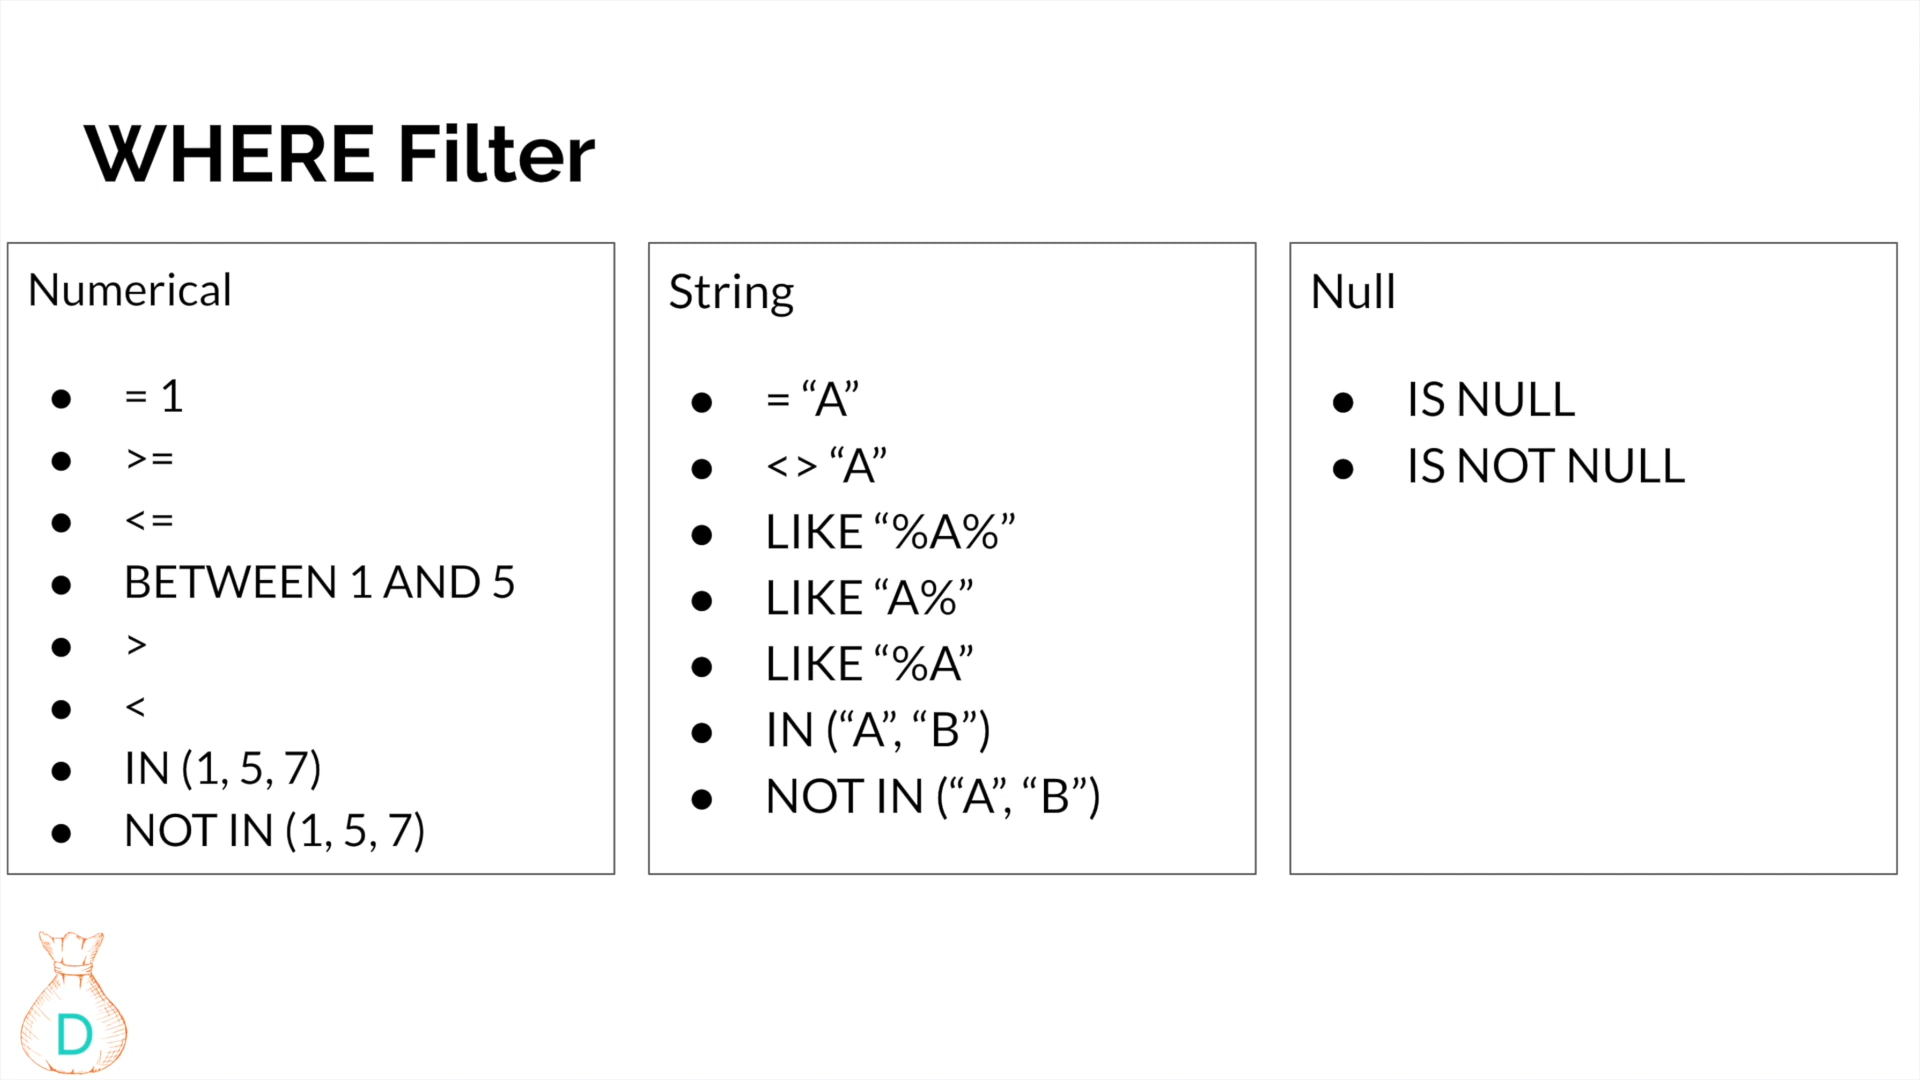 WHERE Filter
Numerical
● = 1
● >=
● <=
● BETWEEN 1 AND 5
● >
● <
● IN (1, 5, 7)
● NOT IN (1, 5, 7)
String
● = “A”
● <> “A”
● LIKE “%A%”
● LIKE “A%”
● LIKE “%A”
● IN (“A”, “B”)
● NOT IN (“A”, “B”)
Null
● IS NULL
● IS NOT NULL
D